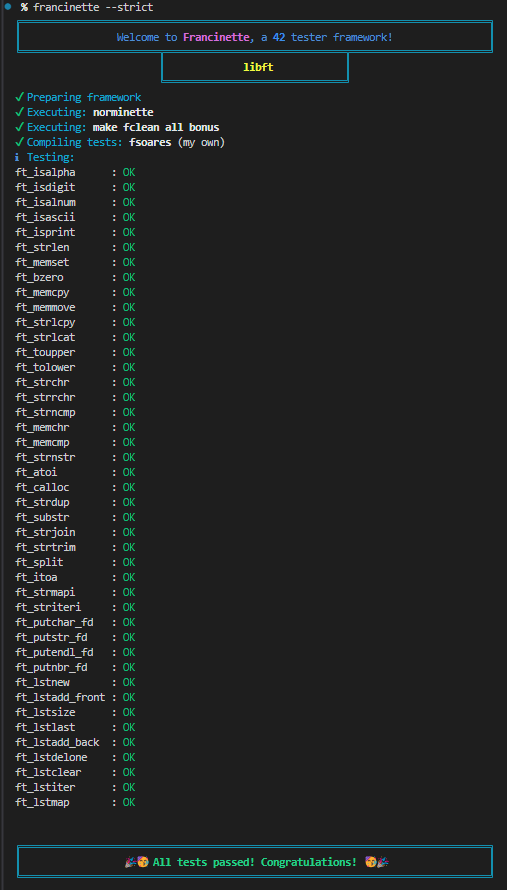 % francinette --strict
Welcome to Francinette, a 42 tester framework!
libft
✓ Preparing framework
✓ Executing: norminette
✓ Executing: make fclean all bonus
✓ Compiling tests: fsoares (my own)
ℹ Testing:
ft_isalpha : OK
ft_isdigit : OK
ft_isalnum : OK
ft_isascii : OK
ft_isprint : OK
ft_strlen : OK
ft_memset : OK
ft_bzero : OK
ft_memcpy : OK
ft_memmove : OK
ft_strlcpy : OK
ft_strlcat : OK
ft_toupper : OK
ft_tolower : OK
ft_strchr : OK
ft_strrchr : OK
ft_strncmp : OK
ft_memchr : OK
ft_memcmp : OK
ft_strnstr : OK
ft_atoi : OK
ft_calloc : OK
ft_strdup : OK
ft_substr : OK
ft_strjoin : OK
ft_strtrim : OK
ft_split : OK
ft_itoa : OK
ft_strmapi : OK
ft_striteri : OK
ft_putchar_fd : OK
ft_putstr_fd : OK
ft_putendl_fd : OK
ft_putnbr_fd : OK
ft_lstnew : OK
ft_lstadd_front : OK
ft_lstsize : OK
ft_lstlast : OK
ft_lstadd_back : OK
ft_lstdelone : OK
ft_lstclear : OK
ft_lstiter : OK
ft_lstmap : OK
🎉🥳 All tests passed! Congratulations! 🥳🎉